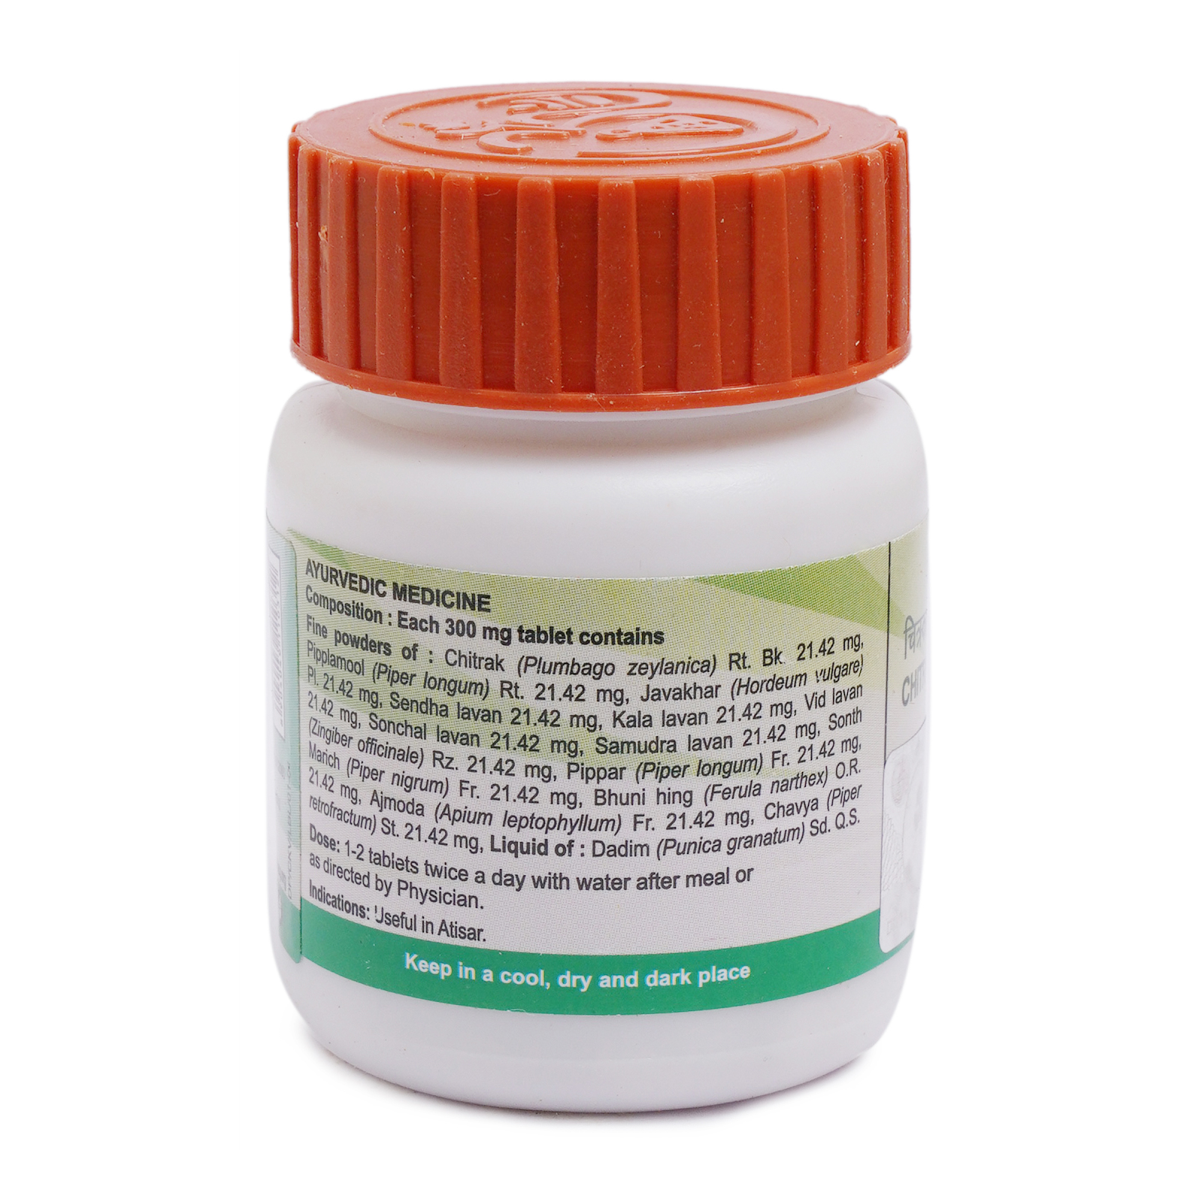 AYURVEDIC MEDICINE
Composition : Each 300 mg tablet contains
Fine powders of : Chitrak (Plumbago zeylanica) Rt. Bk. 21.42 mg,
Pipplamool (Piper longum) Rt. 21.42 mg, Javakhar (Hordeum vulgare)
Pl. 21.42 mg, Sendha lavan 21.42 mg, Kala lavan 21.42 mg, Vid lavan
21.42 mg, Sonchal lavan 21.42 mg, Samudra lavan 21.42 mg, Sonth
(Zingiber officinale) Rz. 21.42 mg, Pippar (Piper longum) Fr. 21.42 mg,
Marich (Piper nigrum) Fr. 21.42 mg, Bhuni hing (Ferula narthex) O.R.
21.42 mg, Ajmoda (Apium leptophyllum) Fr. 21.42 mg, Chavya (Piper
retrofractum) St. 21.42 mg, Liquid of : Dadim (Punica granatum) Sd. Q.S.
Dose: 1-2 tablets twice a day with water after meal or
as directed by Physician.
Indications: Useful in Atisar.
Keep in a cool, dry and dark place